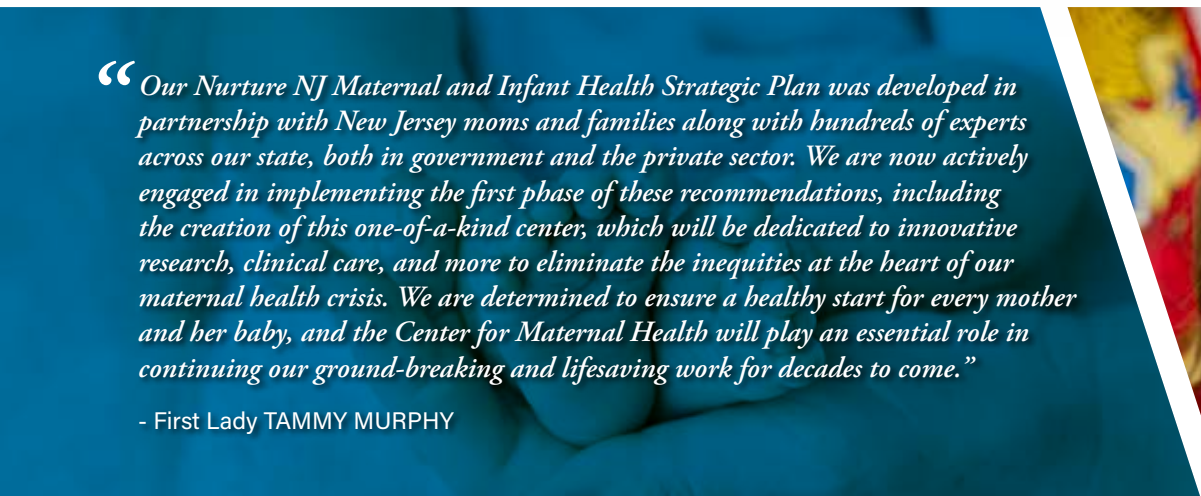 “Our Nurture NJ Maternal and Infant Health Strategic Plan was developed in
partnership with New Jersey moms and families along with hundreds of experts
across our state, both in government and the private sector. We are now actively
engaged in implementing the first phase of these recommendations, including
the creation of this one-of-a-kind center, which will be dedicated to innovative
research, clinical care, and more to eliminate the inequities at the heart of our
maternal health crisis. We are determined to ensure a healthy start for every mother
and her baby, and the Center for Maternal Health will play an essential role in
continuing our ground-breaking and lifesaving work for decades to come.”
- First Lady TAMMY MURPHY